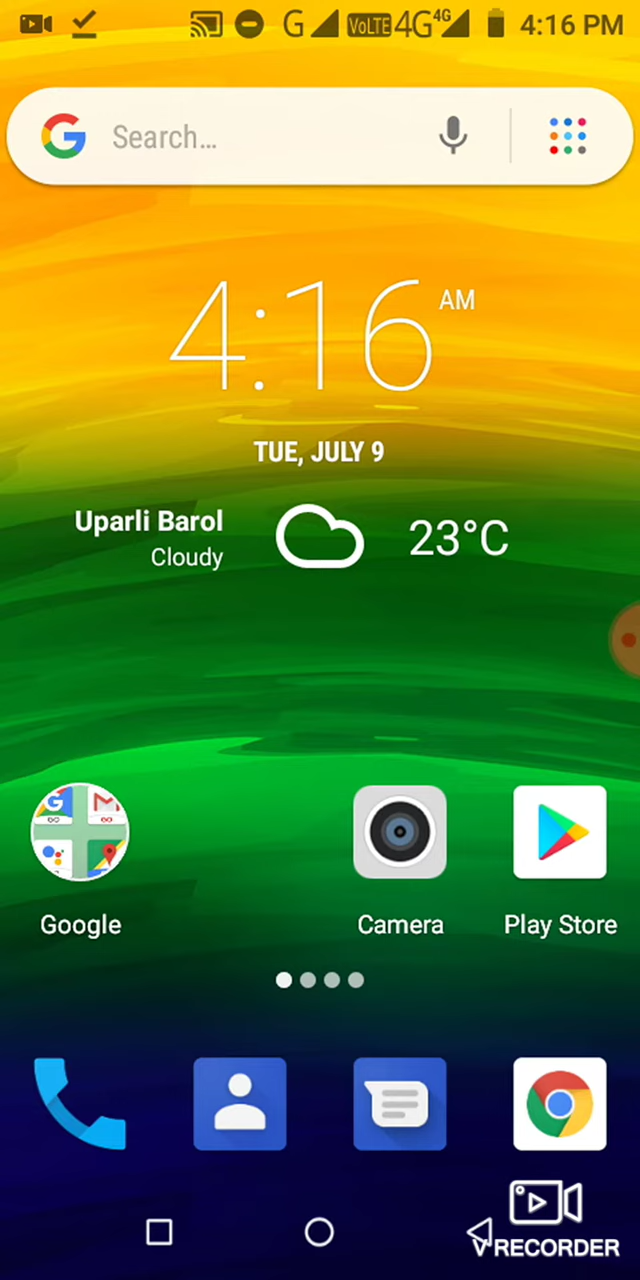 G VoLTE 4G 4G 4:16 PM
G Search...
4:16 AM
TUE, JULY 9
Uparli Barol
Cloudy
23°C
Google
Camera
Play Store
V RECORDER